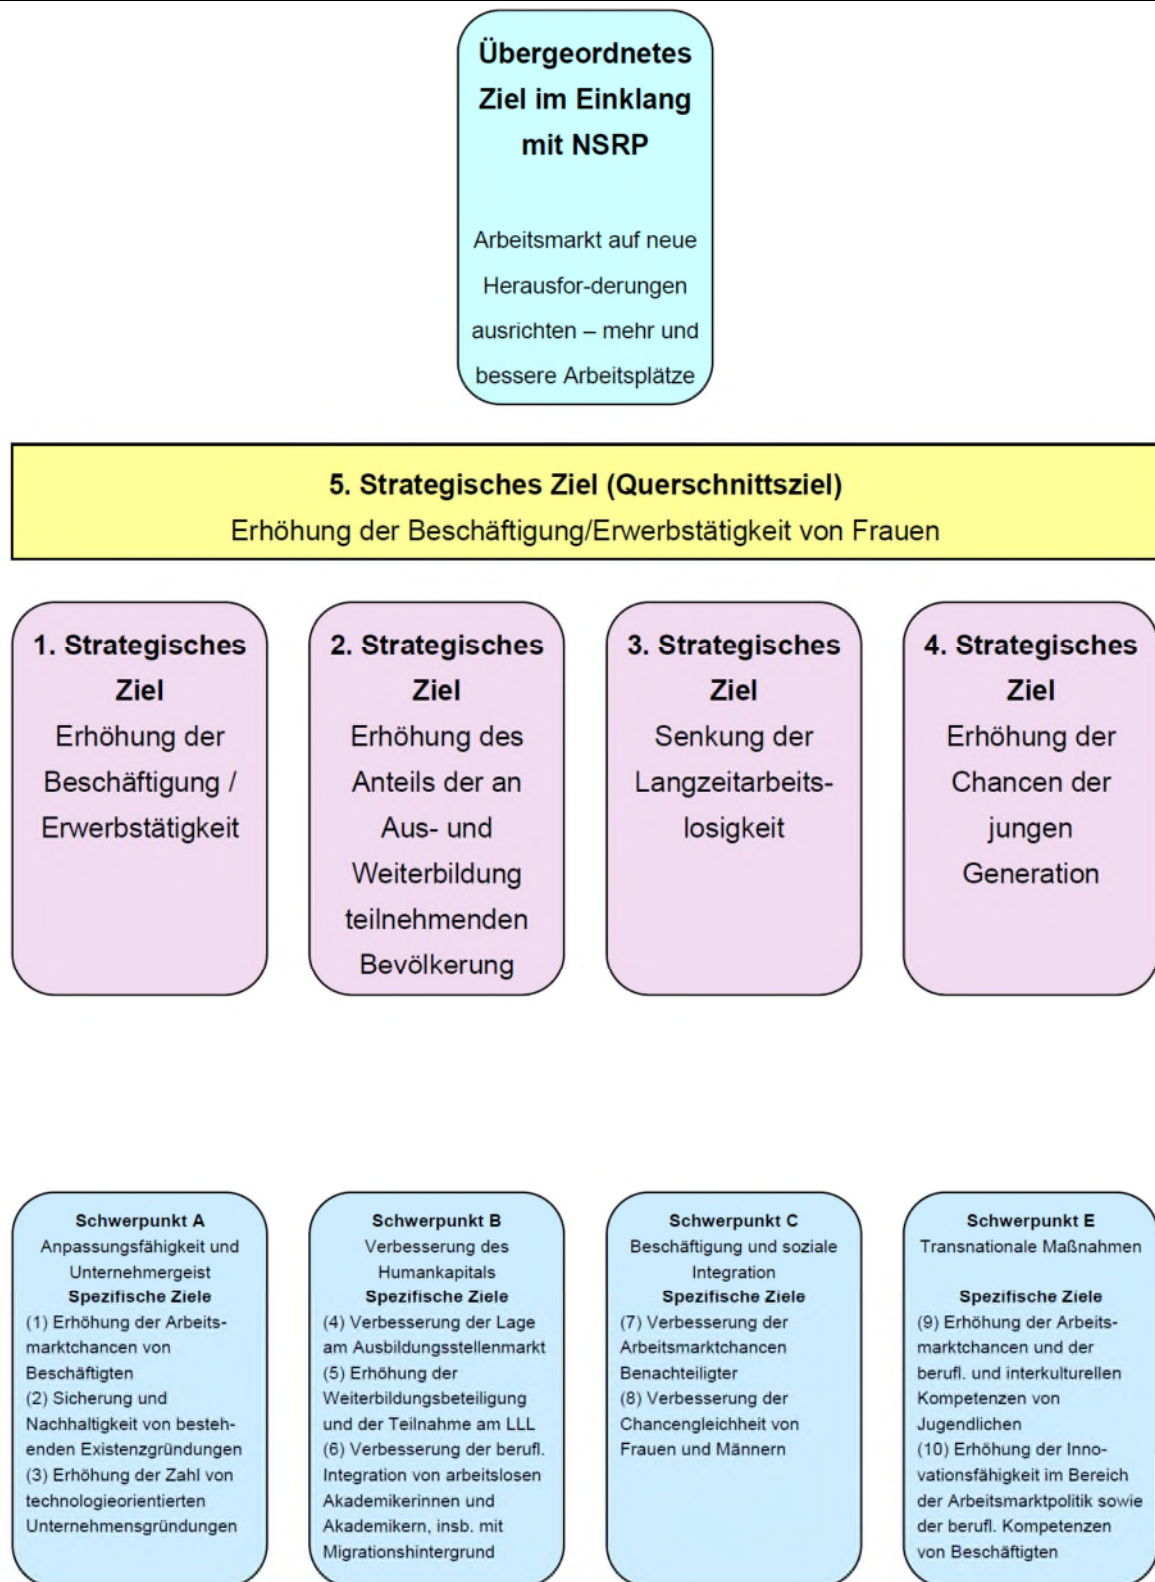 Übergeordnetes
Ziel im Einklang
mit NSRP
Arbeitsmarkt auf neue
Herausfor-derungen
ausrichten – mehr und
bessere Arbeitsplätze
5. Strategisches Ziel (Querschnittsziel)
Erhöhung der Beschäftigung/Erwerbstätigkeit von Frauen
1. Strategisches
Ziel
Erhöhung der
Beschäftigung /
Erwerbstätigkeit
2. Strategisches
Ziel
Erhöhung des
Anteils der an
Aus- und
Weiterbildung
teilnehmenden
Bevölkerung
3. Strategisches
Ziel
Senkung der
Langzeitarbeits-
losigkeit
4. Strategisches
Ziel
Erhöhung der
Chancen der
jungen
Generation
Schwerpunkt A
Anpassungsfähigkeit und
Unternehmergeist
Spezifische Ziele
(1) Erhöhung der Arbeits-
marktchancen von
Beschäftigten
(2) Sicherung und
Nachhaltigkeit von besteh-
enden Existenzgründungen
(3) Erhöhung der Zahl von
technologieorientierten
Unternehmensgründungen
Schwerpunkt B
Verbesserung des
Humankapitals
Spezifische Ziele
(4) Verbesserung der Lage
am Ausbildungsstellenmarkt
(5) Erhöhung der
Weiterbildungsbeteiligung
und der Teilnahme am LLL
(6) Verbesserung der berufl.
Integration von arbeitslosen
Akademikerinnen und
Akademikern, insb. mit
Migrationshintergrund
Schwerpunkt C
Beschäftigung und soziale
Integration
Spezifische Ziele
(7) Verbesserung der
Arbeitsmarktchancen
Benachteiligter
(8) Verbesserung der
Chancengleichheit von
Frauen und Männern
Schwerpunkt E
Transnationale Maßnahmen
Spezifische Ziele
(9) Erhöhung der Arbeits-
marktchancen und der
berufl. und interkulturellen
Kompetenzen von
Jugendlichen
(10) Erhöhung der Inno-
vationsfähigkeit im Bereich
der Arbeitsmarktpolitik sowie
der berufl. Kompetenzen
von Beschäftigten